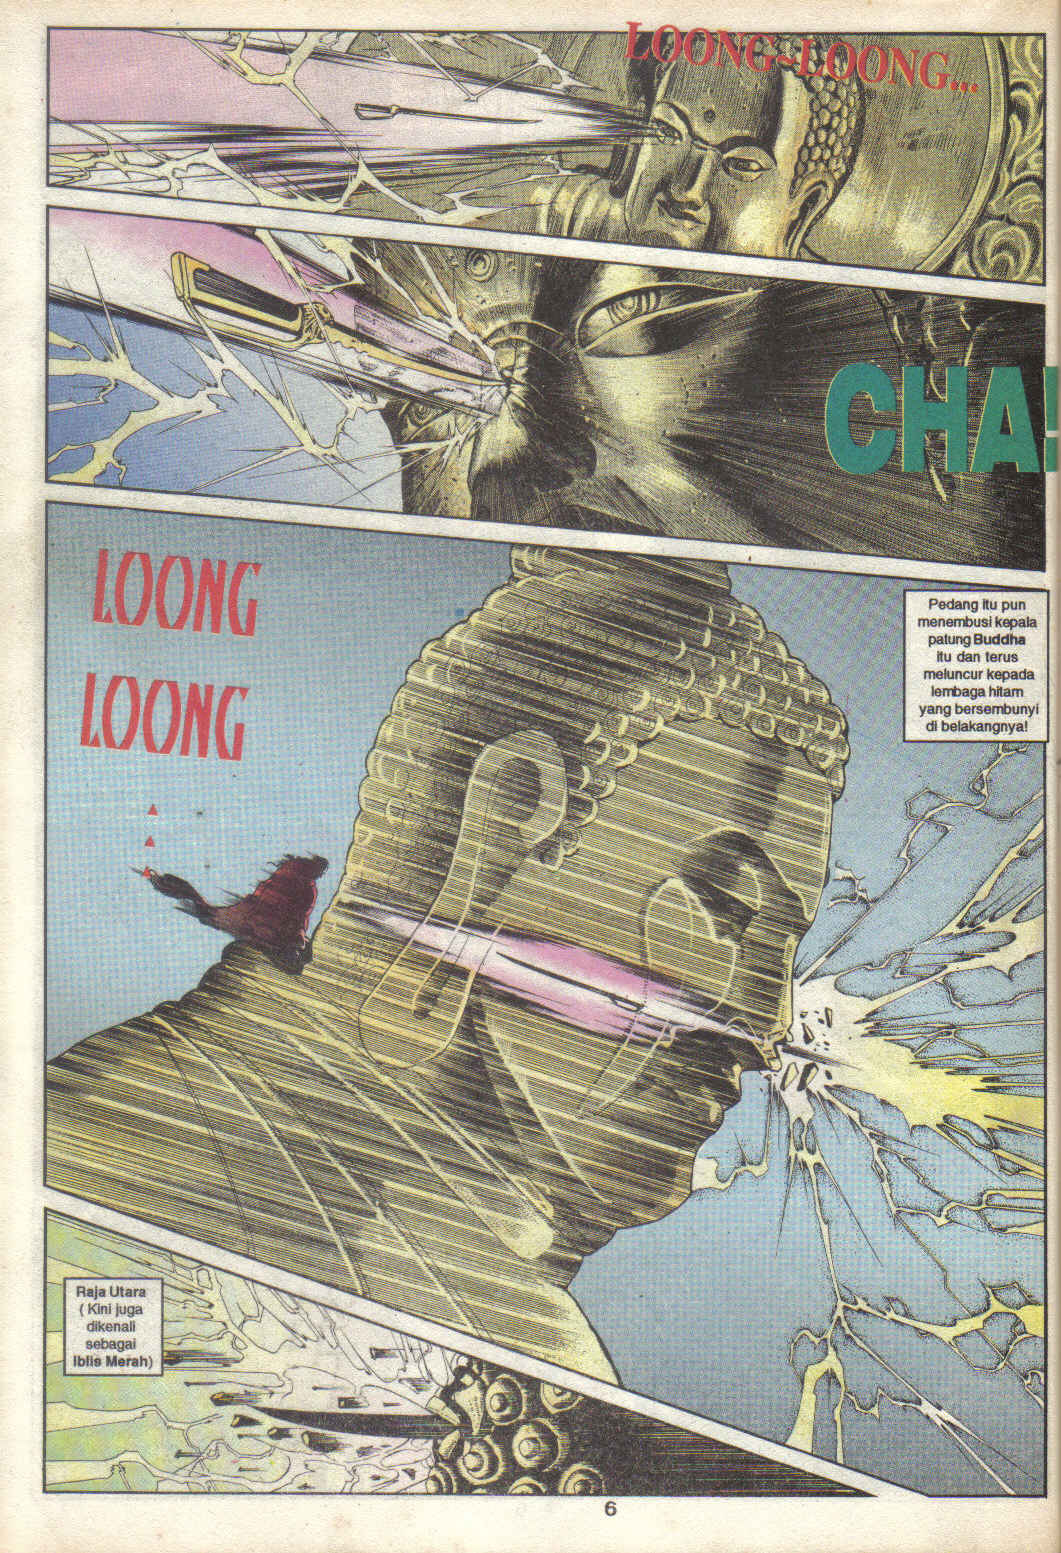 LOONG-LOONG...
CHA
LOONG
LOONG
Pedang itu pun
menembusi kepala
patung Buddha
itu dan terus
meluncur kepada
lembaga hitam
yang bersembunyi
di belakangnya!
Raja Utara
( Kini juga
dikenali
sebagai
Iblis Merah)
6